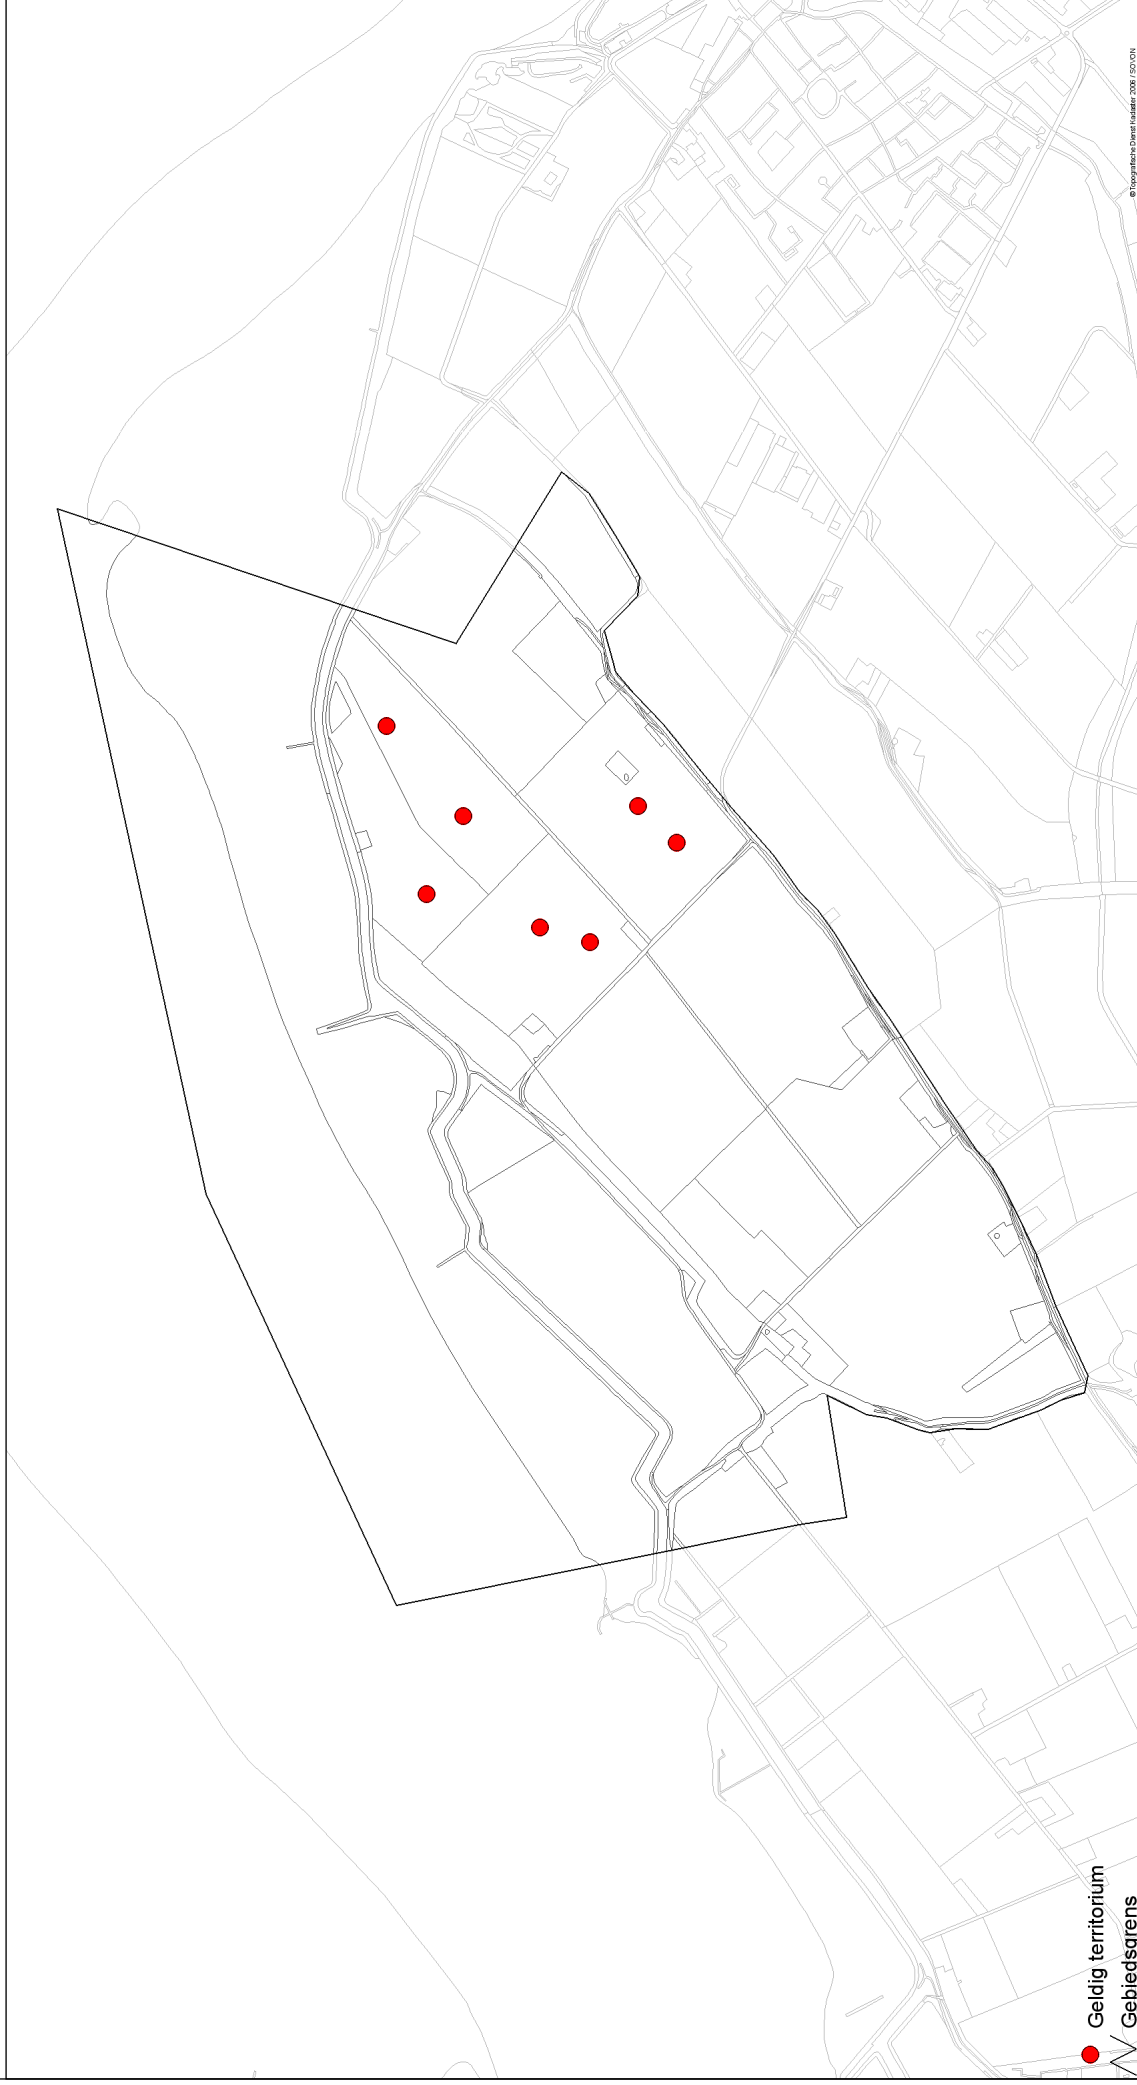 © Topografische Dienst Kadaster 2006 / SOVON
Geldig territorium
Gebiedsgrens